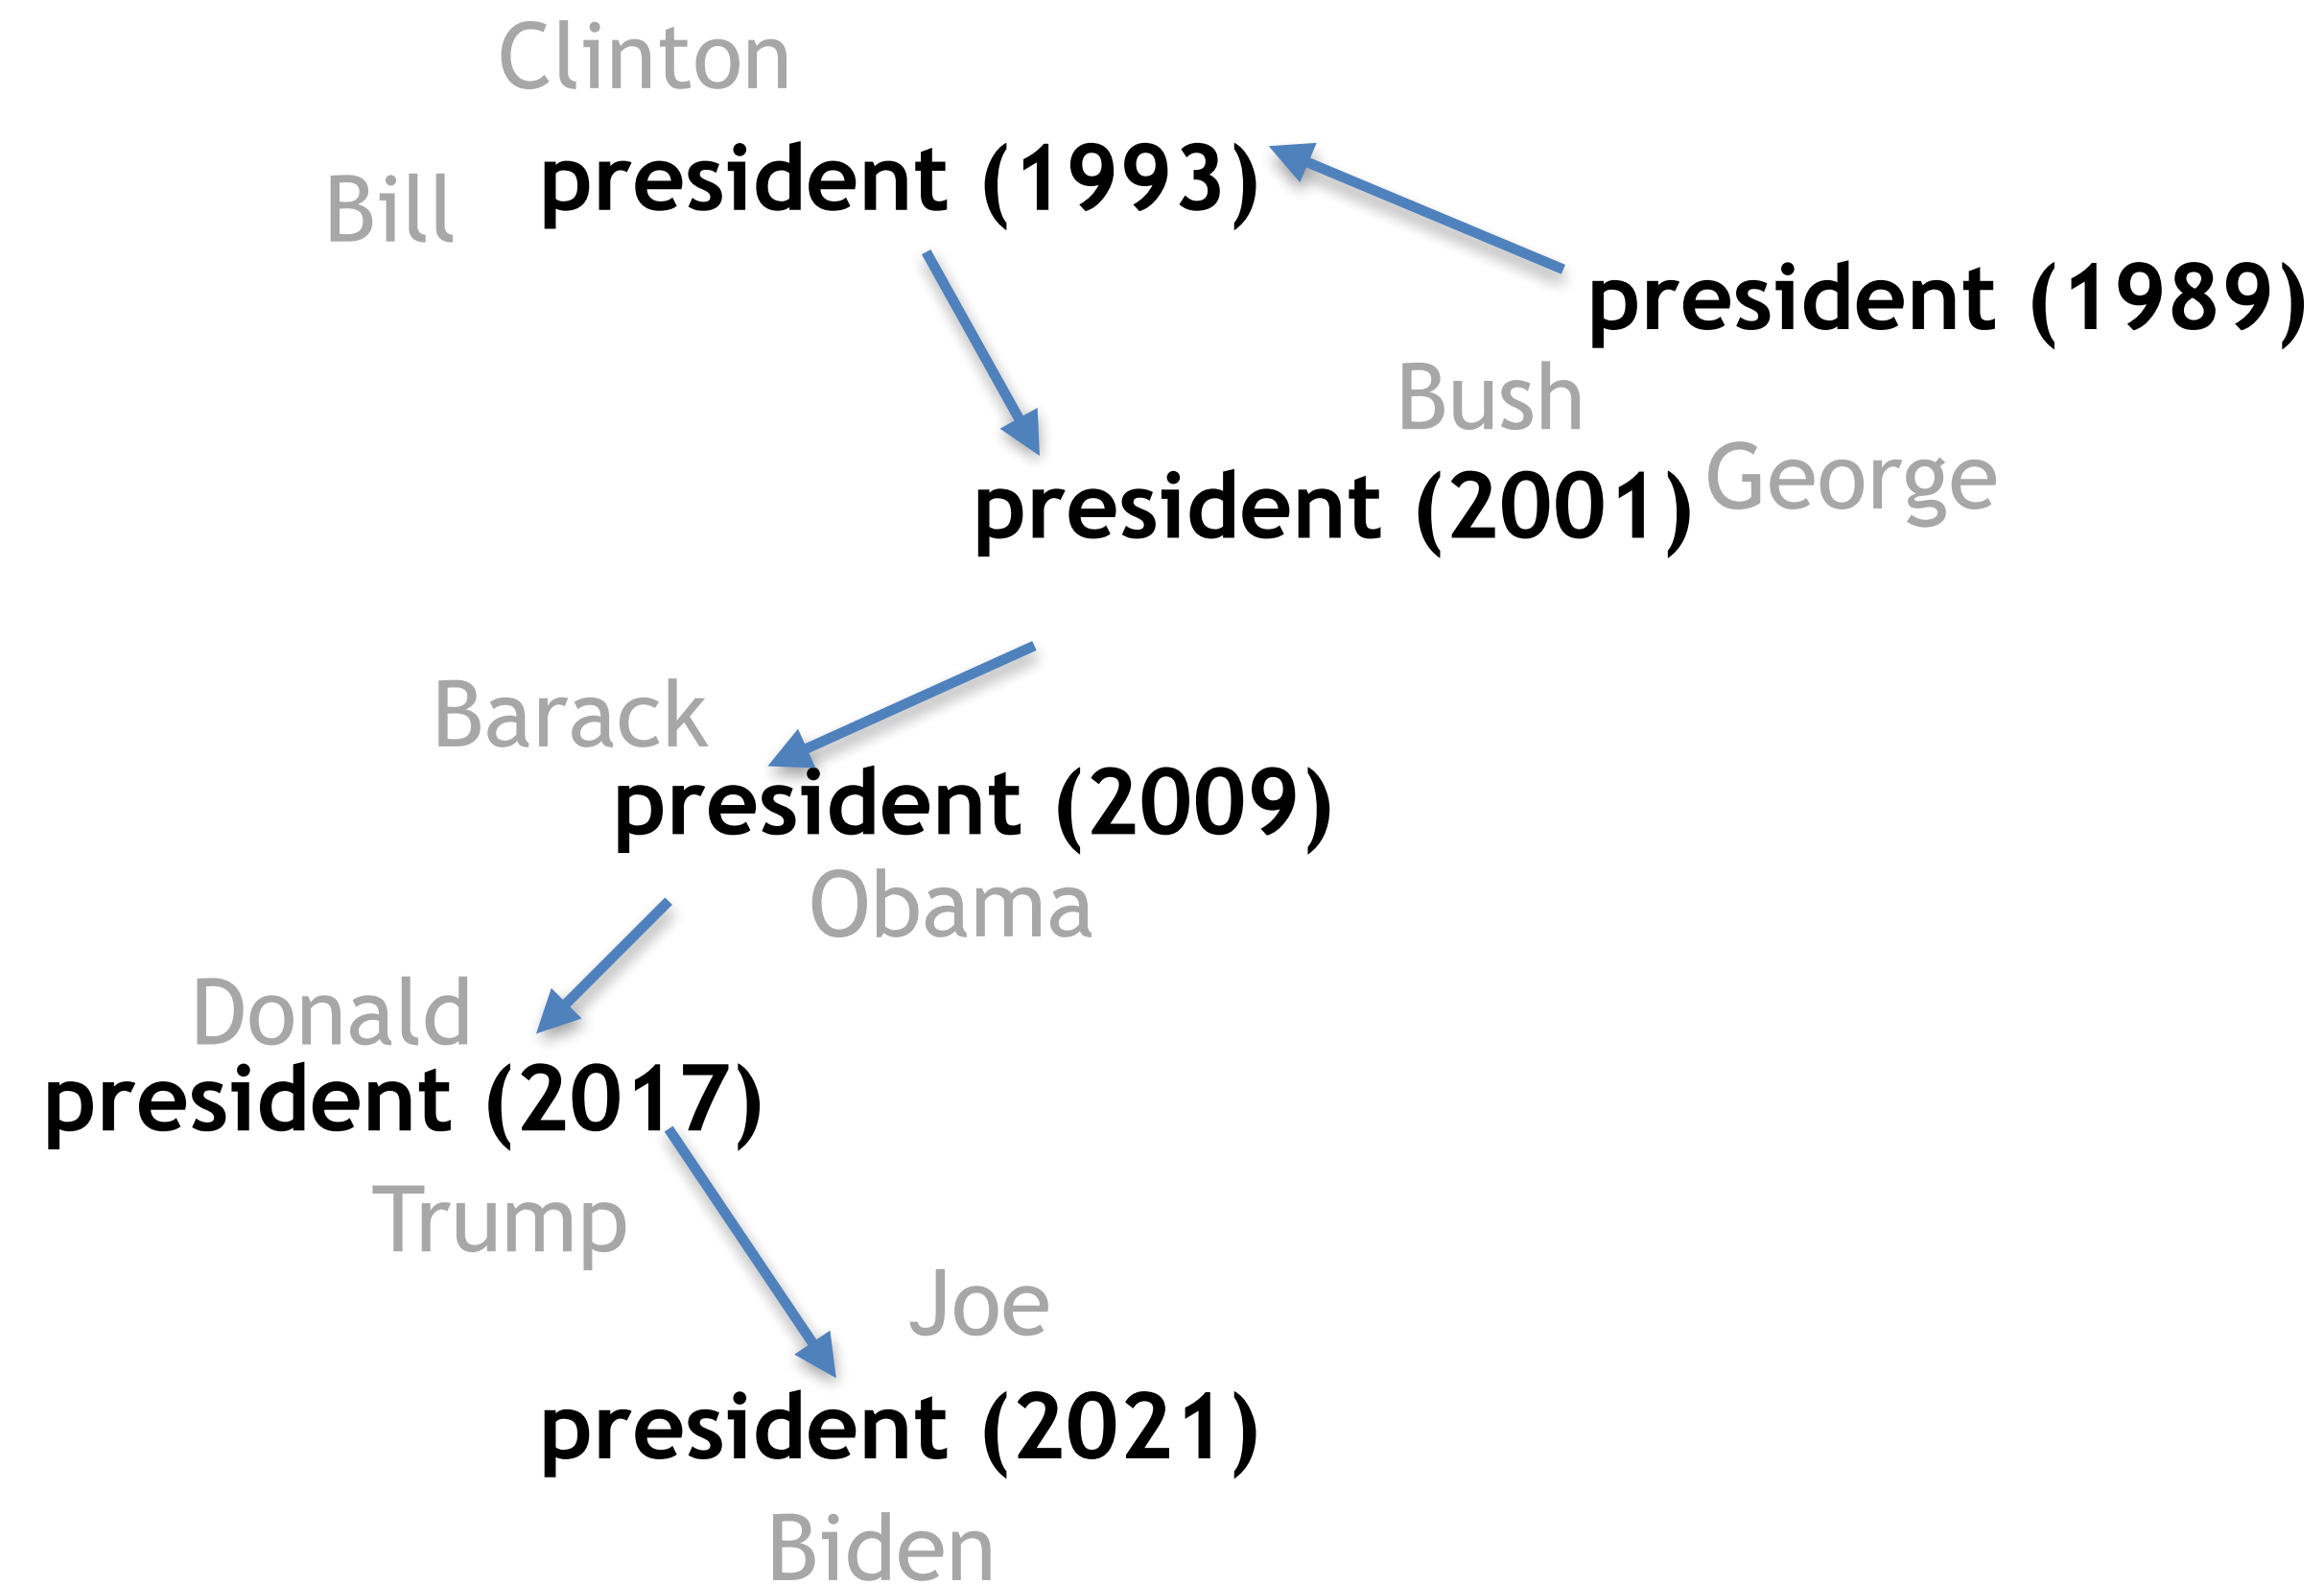 Clinton
president (1993)
Bill
president (1989)
Bush
George
president (2001)
Barack
president (2009)
Obama
Donald
president (2017)
Trump
Joe
president (2021)
Biden